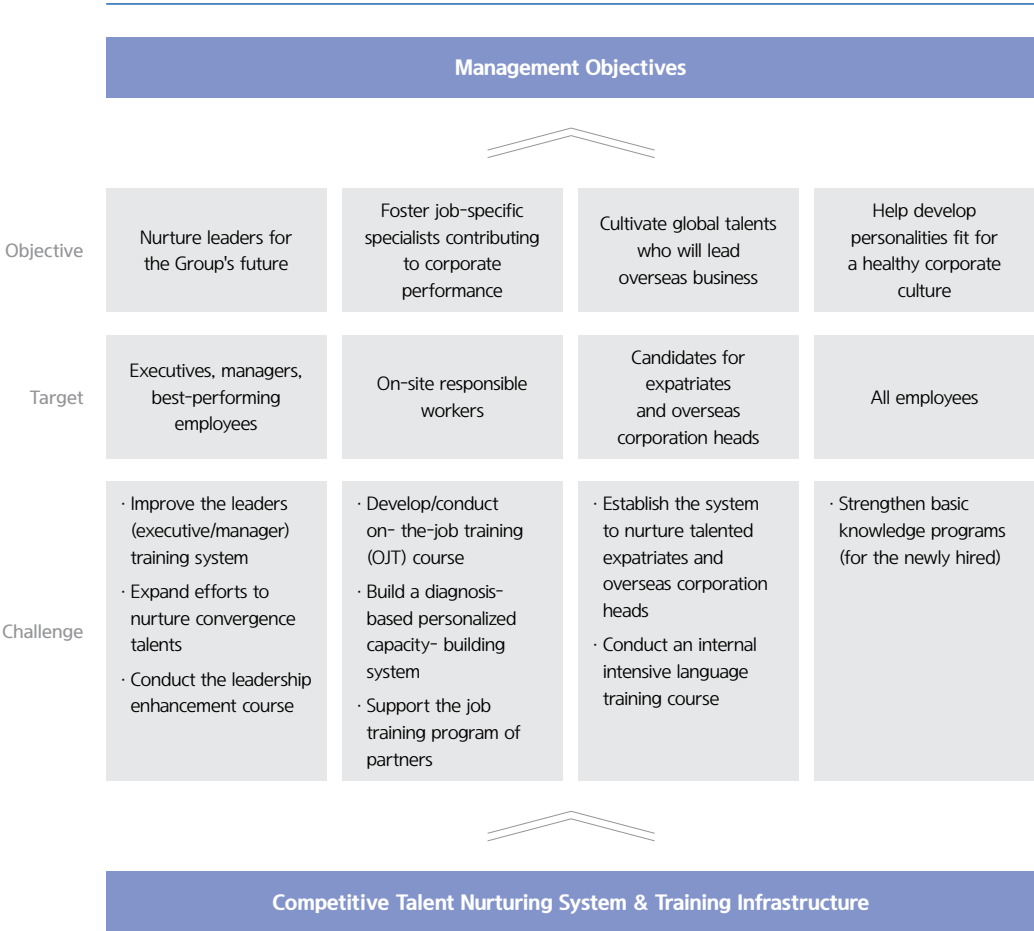 Management Objectives
Objective
Nurture leaders for
the Group's future
Foster job-specific
specialists contributing
to corporate
performance
Cultivate global talents
who will lead
overseas business
Help develop
personalities fit for
a healthy corporate
culture
Target
Executives, managers,
best-performing
employees
On-site responsible
workers
Candidates for
expatriates
and overseas
corporation heads
All employees
Challenge
· Improve the leaders
(executive/manager)
training system
· Expand efforts to
nurture convergence
talents
· Conduct the leadership
enhancement course
· Develop/conduct
on- the-job training
(OJT) course
· Build a diagnosis-
based personalized
capacity- building
system
· Support the job
training program of
partners
· Establish the system
to nurture talented
expatriates and
overseas corporation
heads
· Conduct an internal
intensive language
training course
· Strengthen basic
knowledge programs
(for the newly hired)
Competitive Talent Nurturing System & Training Infrastructure